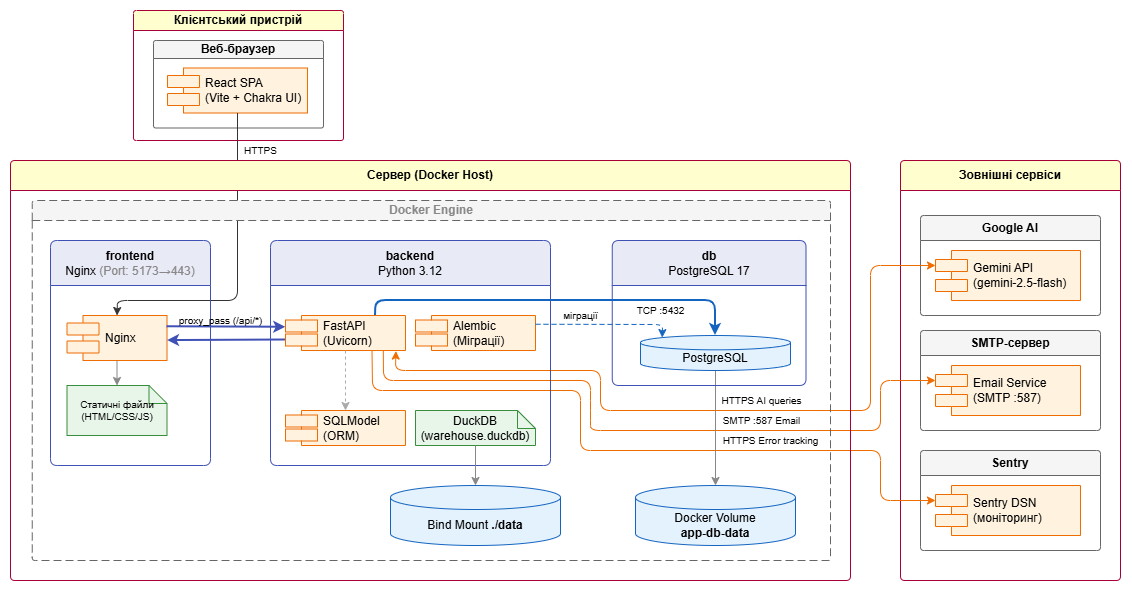 Клієнтський пристрій
Веб-браузер
React SPA
(Vite + Chakra UI)
HTTPS
Сервер (Docker Host)
Docker Engine
frontend
Nginx (Port: 5173→443)
Nginx
Статичні файли
(HTML/CSS/JS)
proxy_pass (/api/*)
backend
Python 3.12
FastAPI
(Uvicorn)
Alembic
(Міграції)
SQLModel
(ORM)
DuckDB
(warehouse.duckdb)
міграції
TCP :5432
db
PostgreSQL 17
PostgreSQL
HTTPS AI queries
SMTP :587 Email
HTTPS Error tracking
Bind Mount ./data
Docker Volume
app-db-data
Зовнішні сервіси
Google AI
Gemini API
(gemini-2.5-flash)
SMTP-сервер
Email Service
(SMTP :587)
Sentry
Sentry DSN
(моніторинг)